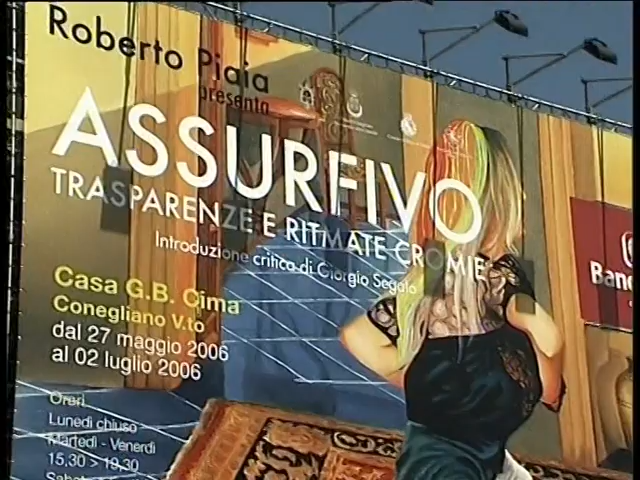 Roberto Piaia
presenta
ASSURFIVO
TRASPARENZE E RITMATE CROMIE
Introduzione critica di Giorgio Segato
Casa G.B. Cima
Conegliano V.to
dal 27 maggio 2006
al 02 luglio 2006
Orari
Lunedì chiuso
Martedì - Venerdì
15,30 > 19,30